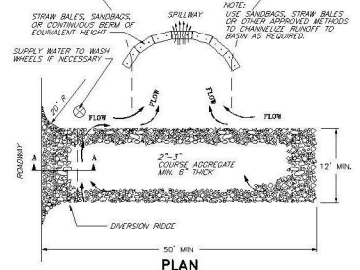 STRAW BALES, SANDBAGS,
OR CONTINUOUS BERM OF
EQUIVALENT HEIGHT
SPILLWAY
NOTE:
USE SANDBAGS, STRAW BALES
OR OTHER APPROVED METHODS
TO CHANNELIZE RUNOFF TO
BASIN AS REQUIRED.
SUPPLY WATER TO WASH
WHEELS IF NECESSARY
20' R
FLOW
FLOW
FLOW
FLOW
ROADWAY
A
A
2"-3"
COURSE AGGREGATE
MIN. 6" THICK
12' MIN.
DIVERSION RIDGE
50' MIN
PLAN